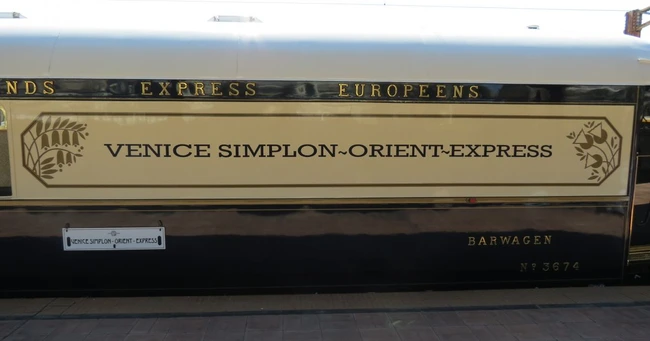 NDS EXPRESS EUROPEENS
VENICE SIMPLON~ORIENT~EXPRESS
VENICE SIMPLON-ORIENT-EXPRESS
BARWAGEN
No 3674